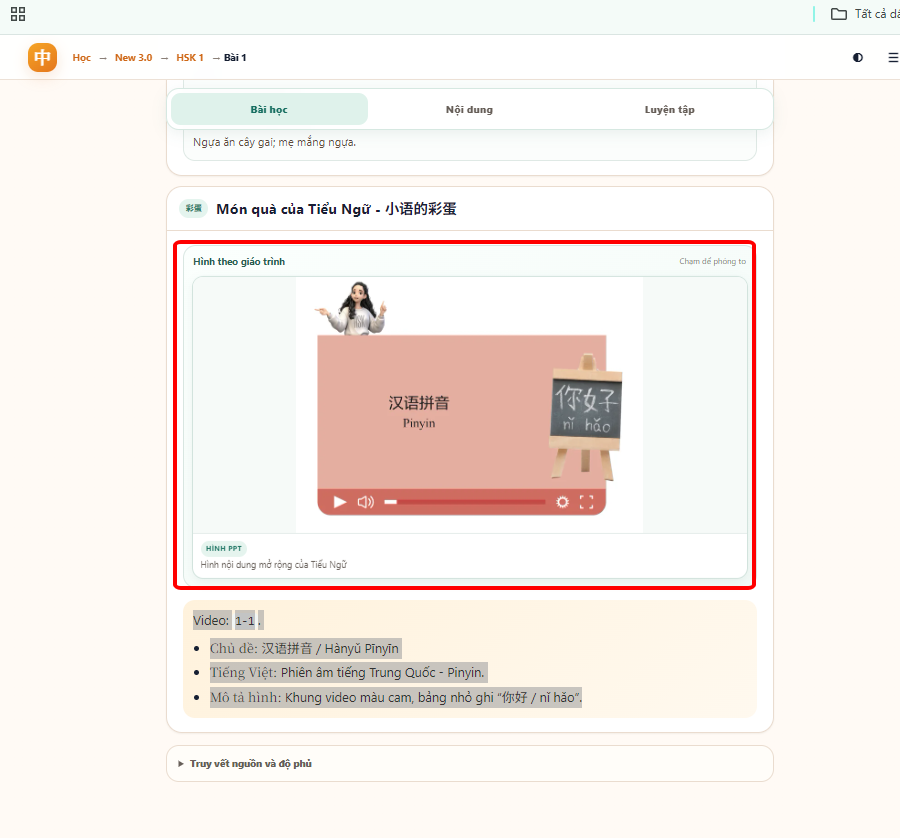 Tất cả
中
Học → New 3.0 → HSK 1 → Bài 1
Bài học
Nội dung
Luyện tập
Ngựa ăn cây gai; mẹ mắng ngựa.
彩蛋
Món quà của Tiểu Ngữ - 小语的彩蛋
Hình theo giáo trình
Chạm để phóng to
汉语拼音
Pinyin
你好
nǐ hǎo
HÌNH PPT
Hình nội dung mở rộng của Tiểu Ngữ
Video: 1-1.
Chủ đề: 汉语拼音 / Hànyǔ Pīnyīn
Tiếng Việt: Phiên âm tiếng Trung Quốc - Pinyin.
Mô tả hình: Khung video màu cam, bảng nhỏ ghi “你好 / nǐ hǎo”.
Truy vết nguồn và độ phủ